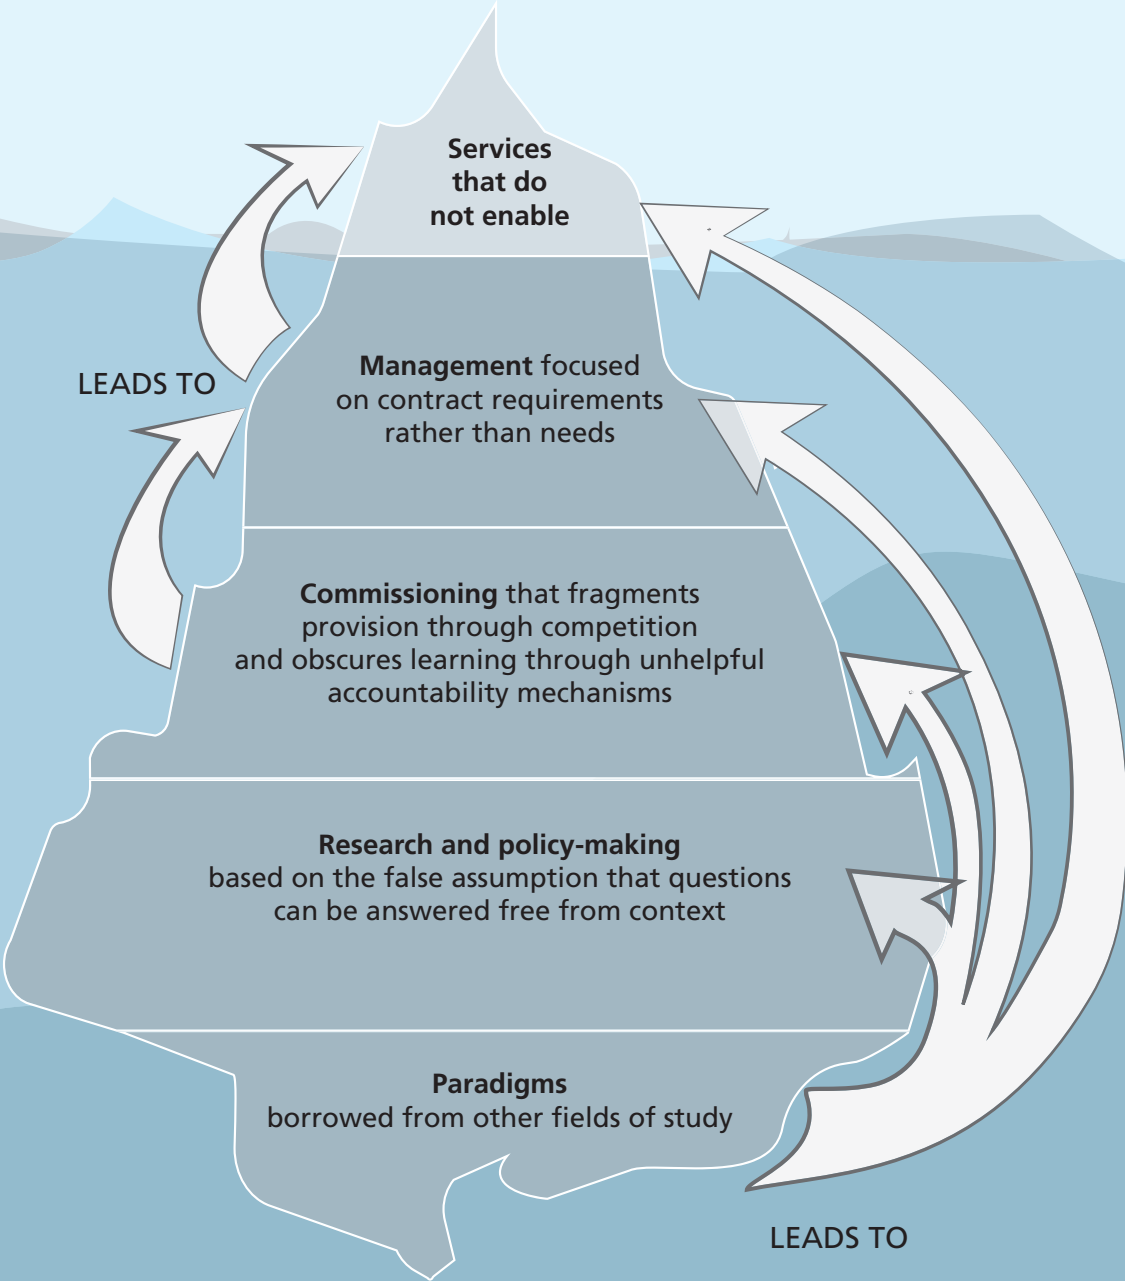 Services
that do
not enable
Management focused
on contract requirements
rather than needs
LEADS TO
Commissioning that fragments
provision through competition
and obscures learning through unhelpful
accountability mechanisms
Research and policy-making
based on the false assumption that questions
can be answered free from context
Paradigms
borrowed from other fields of study
LEADS TO